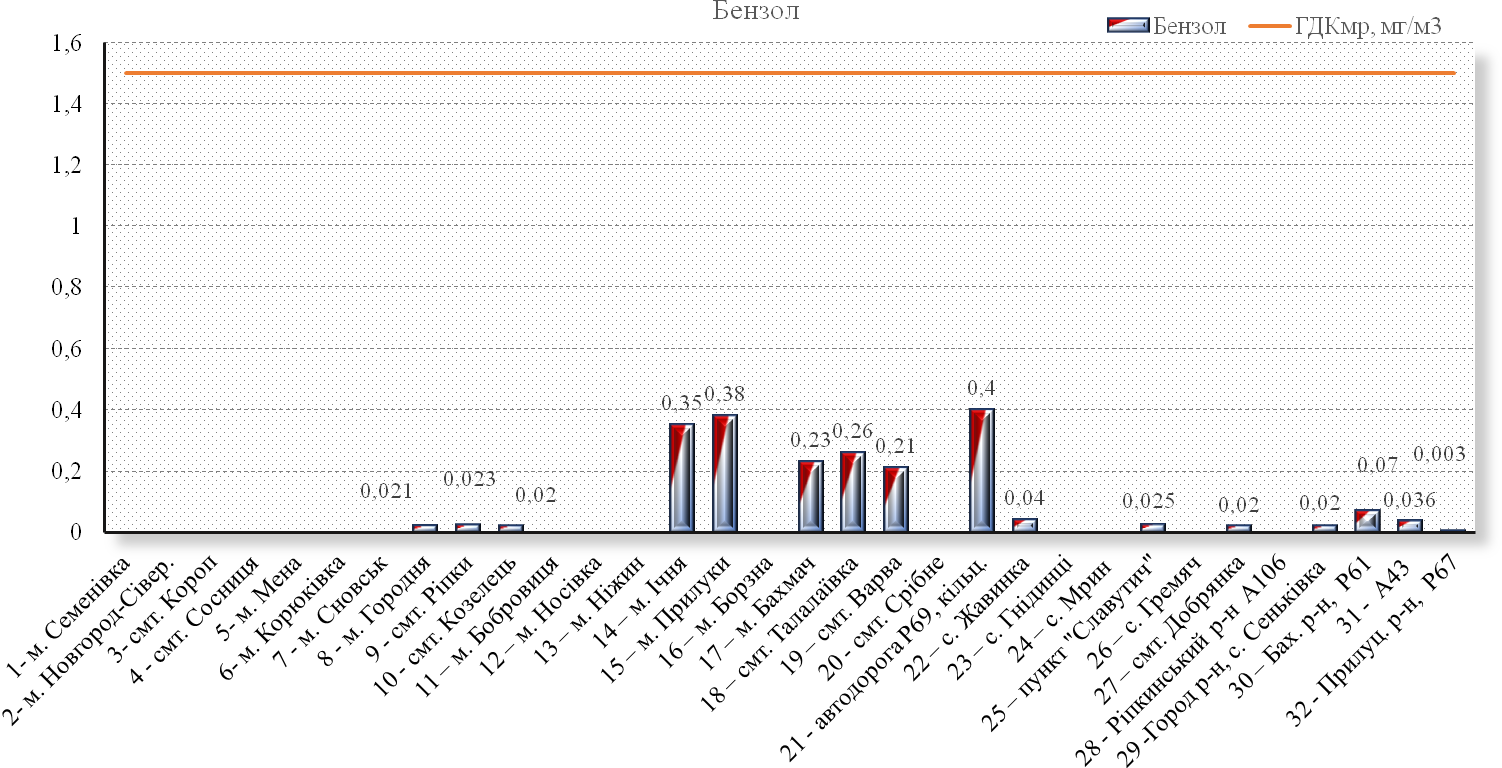 Бензол
Бензол
ГДКмр, мг/м3
1,6
1,4
1,2
1
0,8
0,6
0,4
0,2
0
0,021
0,023
0,02
0,35
0,38
0,23
0,26
0,21
0,4
0,04
0,025
0,02
0,02
0,07
0,036
0,003
1- м. Семенівка
2- м. Новгород-Сівер.
3- смт. Короп
4 - смт. Сосниця
5- м. Мена
6- м. Корюківка
7 - м. Сновськ
8 - м. Городня
9 - смт. Ріпки
10 - смт. Козелець
11 – м. Бобровиця
12 – м. Носівка
13 – м. Ніжин
14 – м. Ічня
15 – м. Прилуки
16 – м. Борзна
17 – м. Бахмач
18 – смт. Талалаївка
19 – смт. Варва
20 - смт. Срібне
21 - автодорога Р69, кільц.
22 – с. Жавинка
23 – с. Гнідинці
24 – с. Мрин
25 – пункт "Славутич"
26 – с. Гремяч
27 – смт. Добрянка
28 - Ріпкинський р-н А106
29 -Город р-н, с. Сеньківка
30 – Бах. р-н, Р61
31 - А43
32 - Прилуц. р-н, Р67